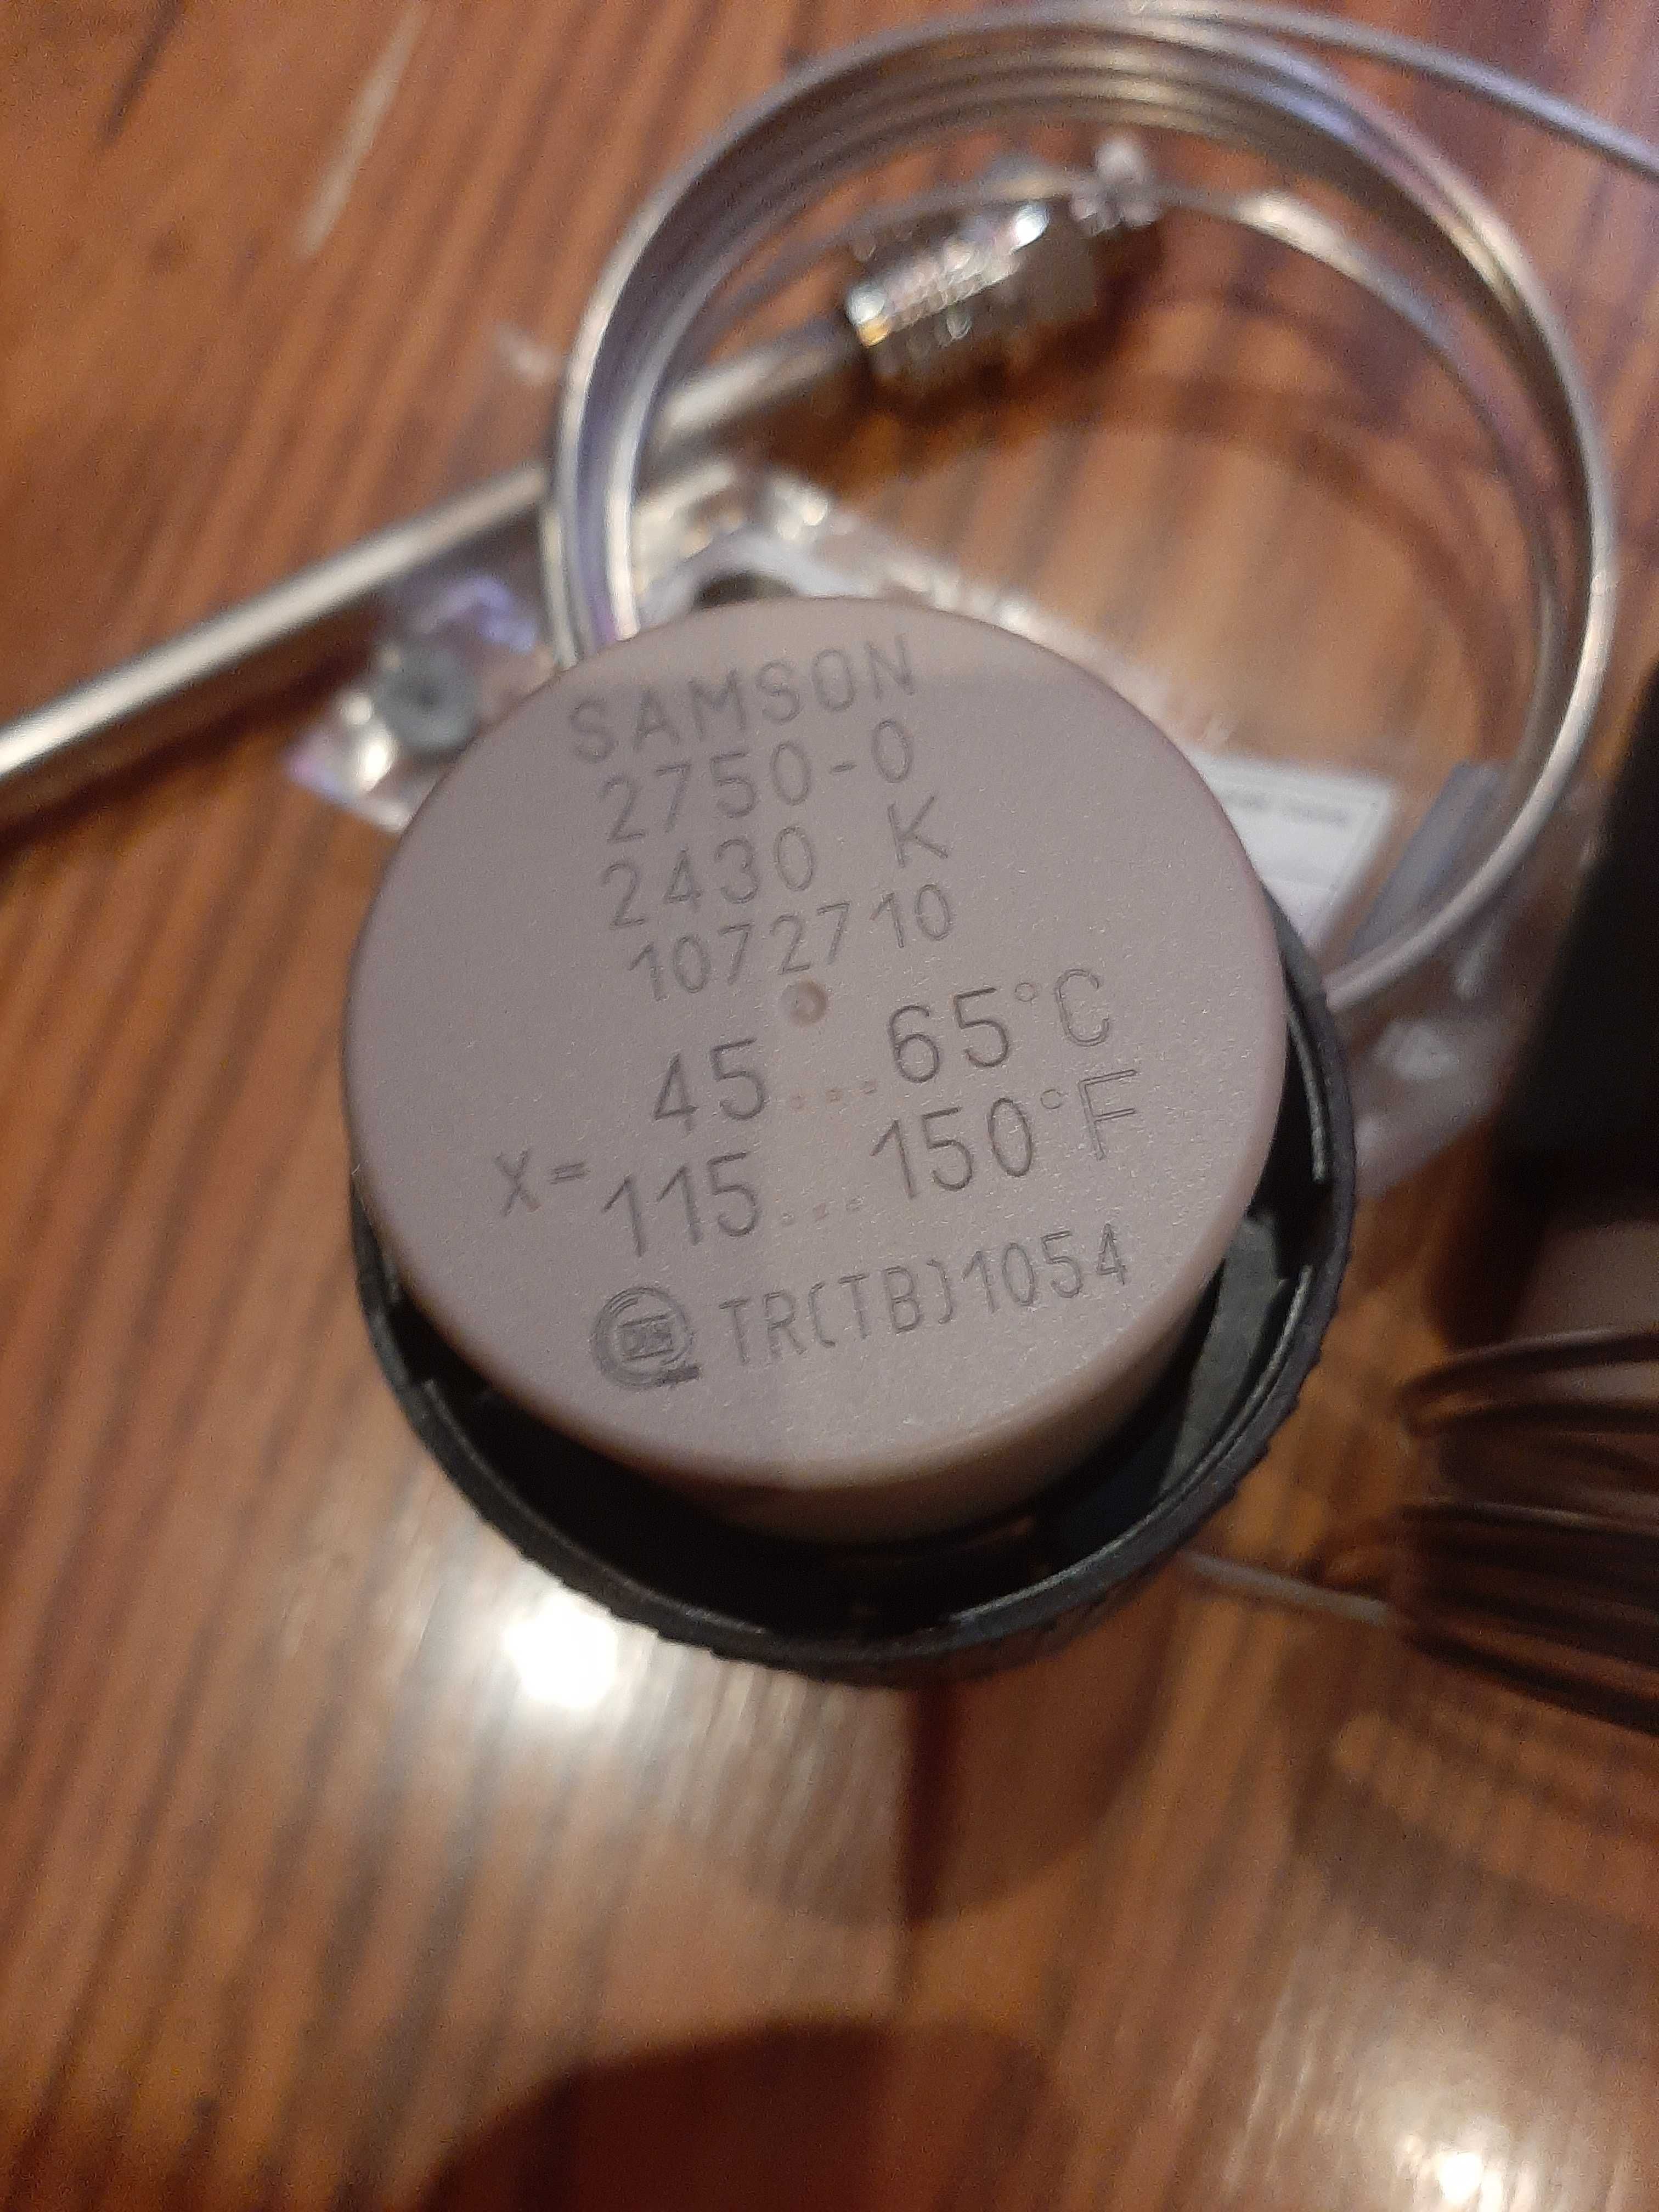 SAMSON
2750-0
2430 K
1072710
45...65°C
X=115...150°F
TR(TB)1054